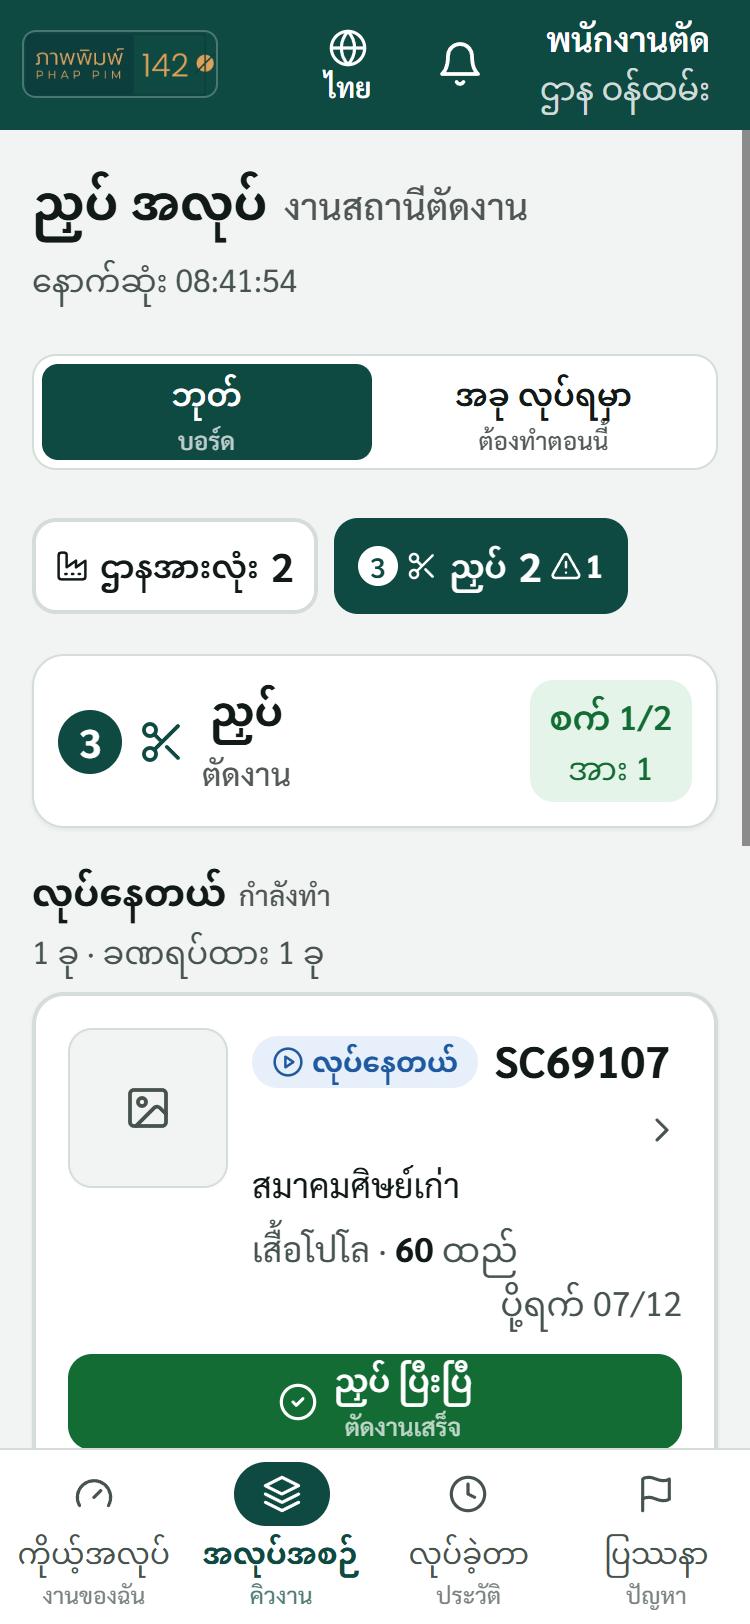 ภาพพิมพ์
PHAP PIM
142
ไทย
พนักงานตัด
ဌာန ဝန်ထမ်း
ညှပ် အလုပ် งานสถานีตัดงาน
နောက်ဆုံး 08:41:54
ဘုတ်
บอร์ด
အခု လုပ်ရမှာ
ต้องทำตอนนี้
ဌာနအားလုံး 2
3 ညှပ် 2 1
3 ညှပ်
ตัดงาน
စက် 1/2
အား 1
လုပ်နေတယ် กำลังทำ
1 ခု · ခဏရပ်ထား 1 ခု
လုပ်နေတယ် SC69107
สมาคมศิษย์เก่า
เสื้อโปโล · 60 ထည်
ပို့ရက် 07/12
ညှပ် ပြီးပြီ
ตัดงานเสร็จ
ကိုယ့်အလုပ်
งานของฉัน
အလုပ်အစဉ်
คิวงาน
လုပ်ခဲ့တာ
ประวัติ
ပြဿနာ
ปัญหา